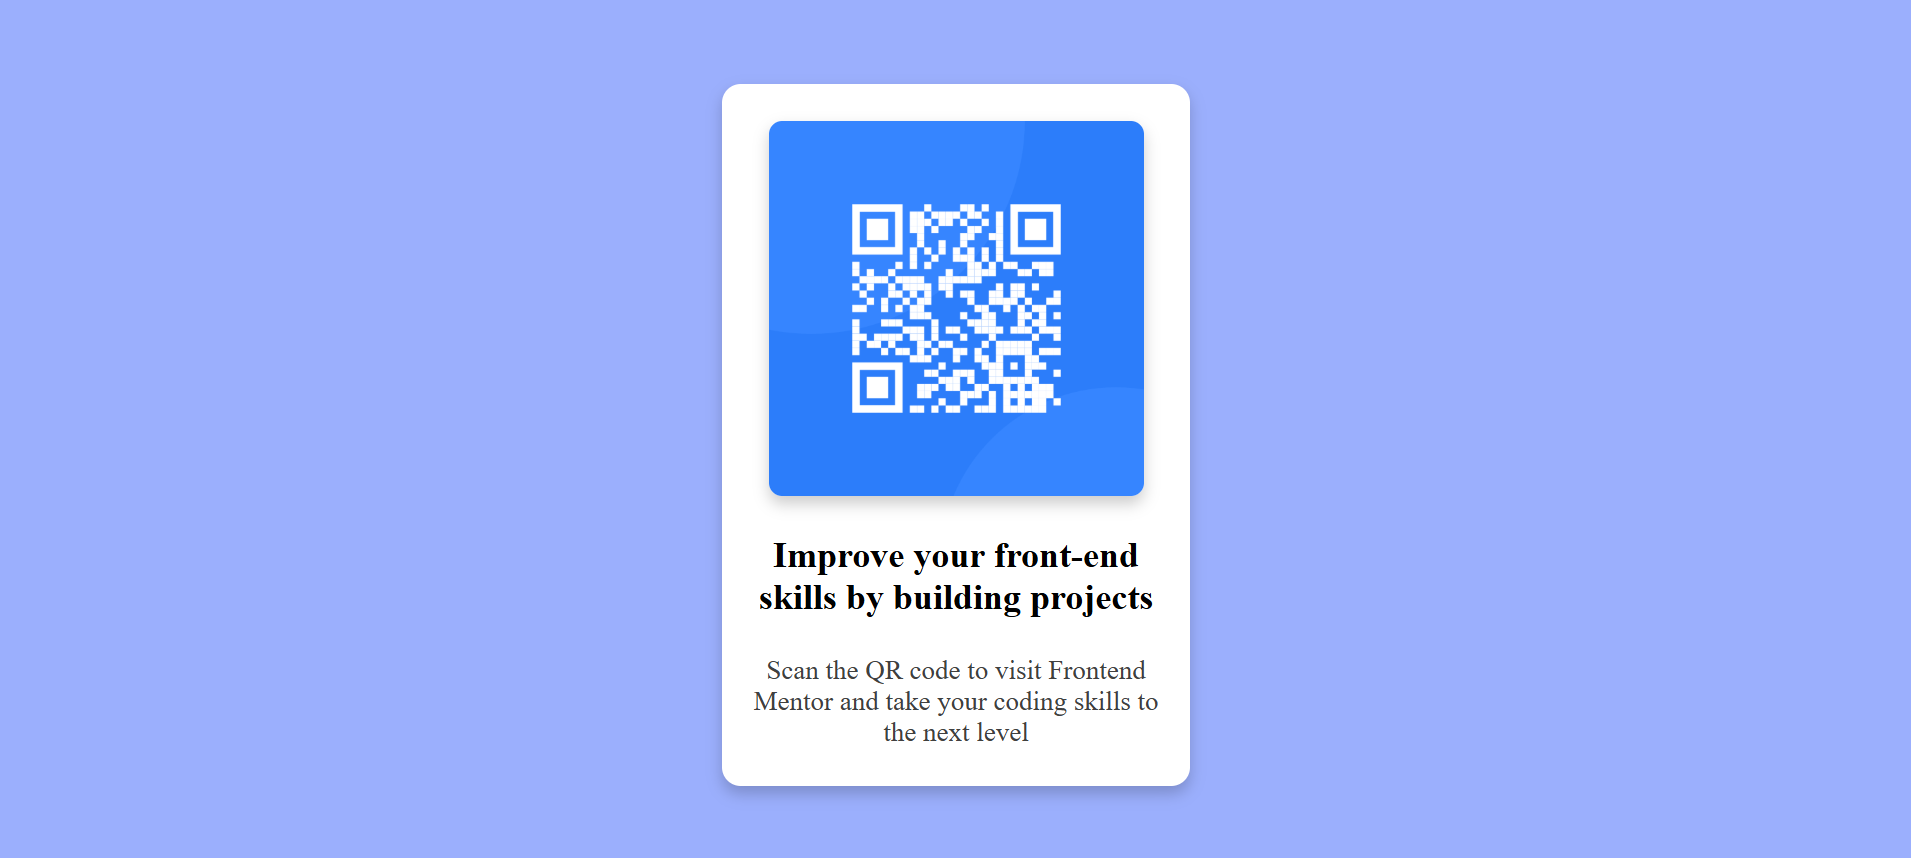 Improve your front-end
skills by building projects
Scan the QR code to visit Frontend
Mentor and take your coding skills to
the next level